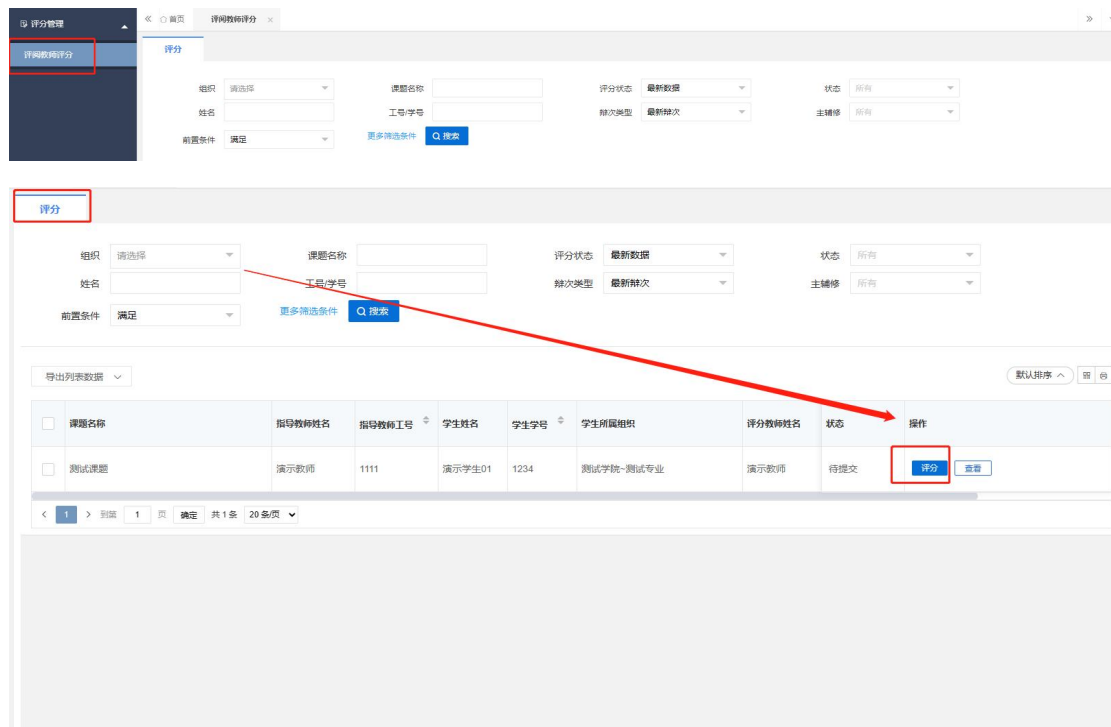 评分管理
《 首页 评阅教师评分 × 》
评阅教师评分
评分
组织 请选择 课题名称 评分状态 最新数据 状态 所有
姓名 工号/学号 辩次类型 最新辩次 主辅修 所有
前置条件 满足 更多筛选条件 搜索
评分
组织 请选择 课题名称 评分状态 最新数据 状态 所有
姓名 工号/学号 辩次类型 最新辩次 主辅修 所有
前置条件 满足 更多筛选条件 搜索
导出列表数据 默认排序
课题名称 指导教师姓名 指导教师工号 学生姓名 学生学号 学生所属组织 评分教师姓名 状态 操作
测试课题 演示教师 1111 演示学生01 1234 测试学院~测试专业 演示教师 待提交 评分 查看
< 1 > 到第 1 页 确定 共 1 条 20 条/页